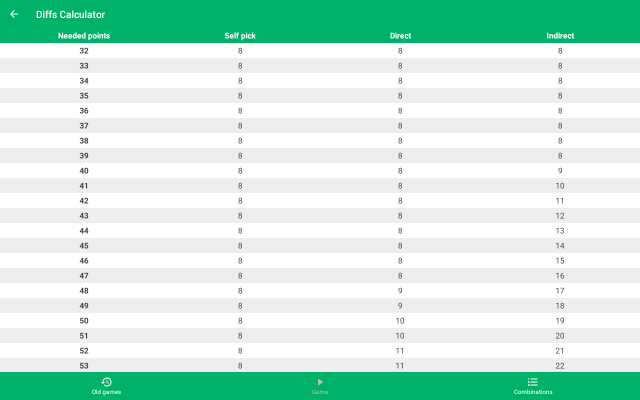 Diffs Calculator
Needed points Self pick Direct Indirect
32 8 8 8
33 8 8 8
34 8 8 8
35 8 8 8
36 8 8 8
37 8 8 8
38 8 8 8
39 8 8 8
40 8 8 9
41 8 8 10
42 8 8 11
43 8 8 12
44 8 8 13
45 8 8 14
46 8 8 15
47 8 8 16
48 8 9 17
49 8 9 18
50 8 10 19
51 8 10 20
52 8 11 21
53 8 11 22
Old games Game Combinations